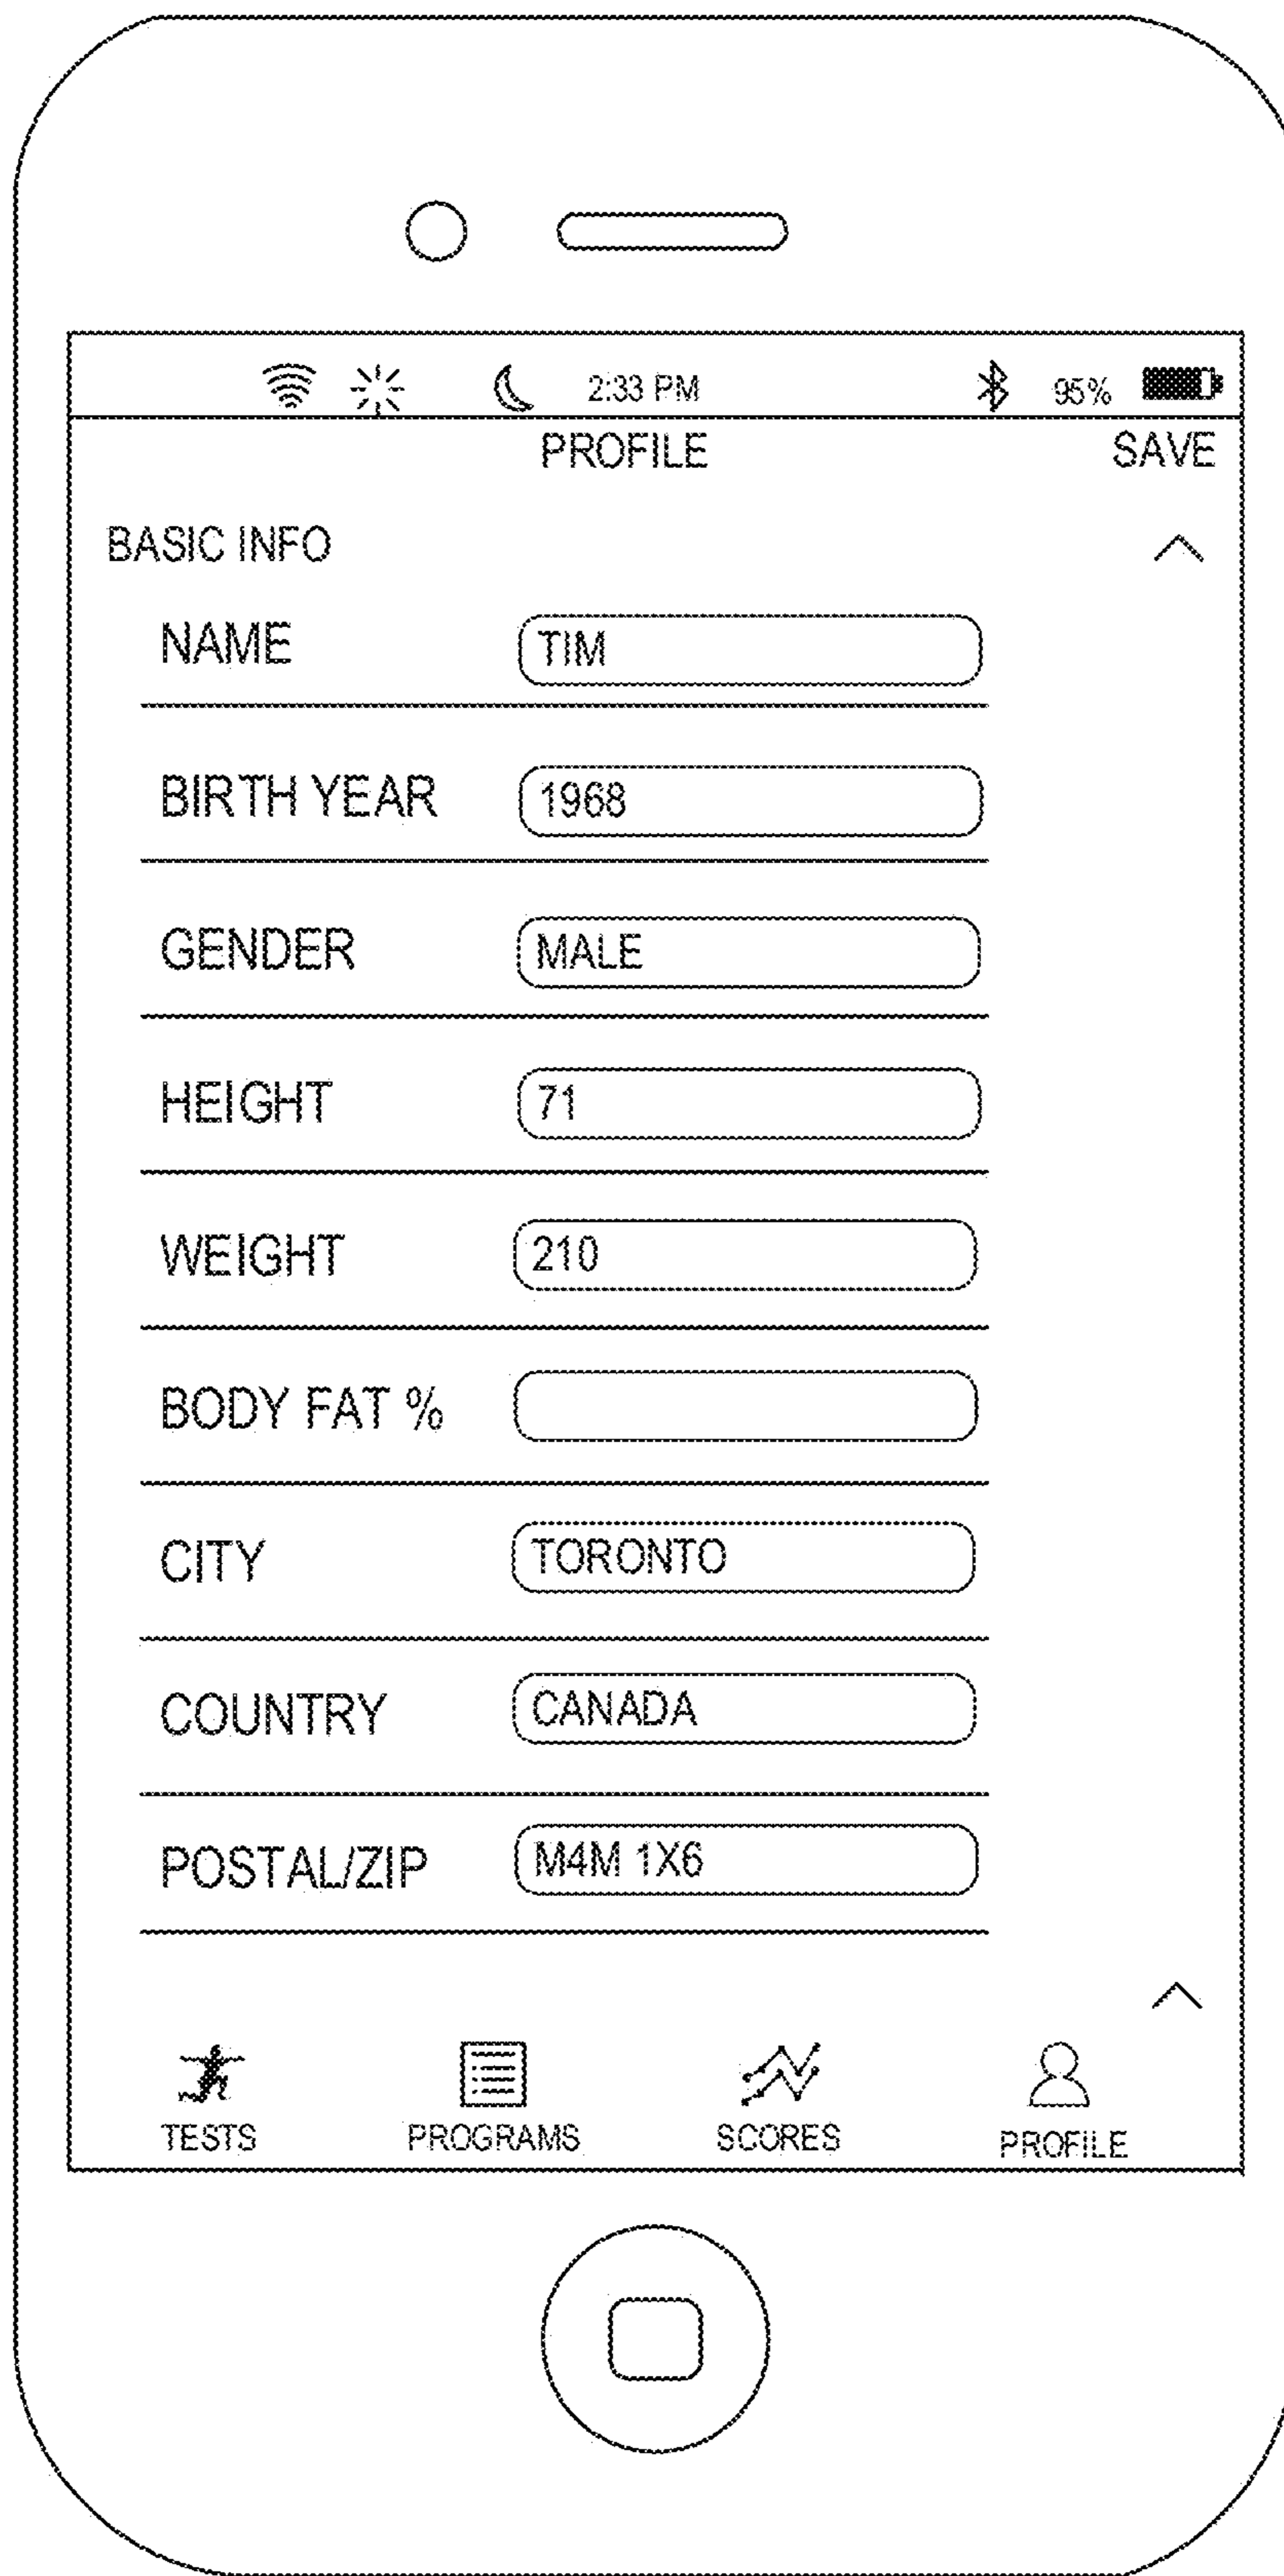 2:33 PM 95%
PROFILE SAVE
BASIC INFO
NAME TIM
BIRTH YEAR 1968
GENDER MALE
HEIGHT 71
WEIGHT 210
BODY FAT %
CITY TORONTO
COUNTRY CANADA
POSTAL/ZIP M4M 1X6
TESTS PROGRAMS SCORES PROFILE